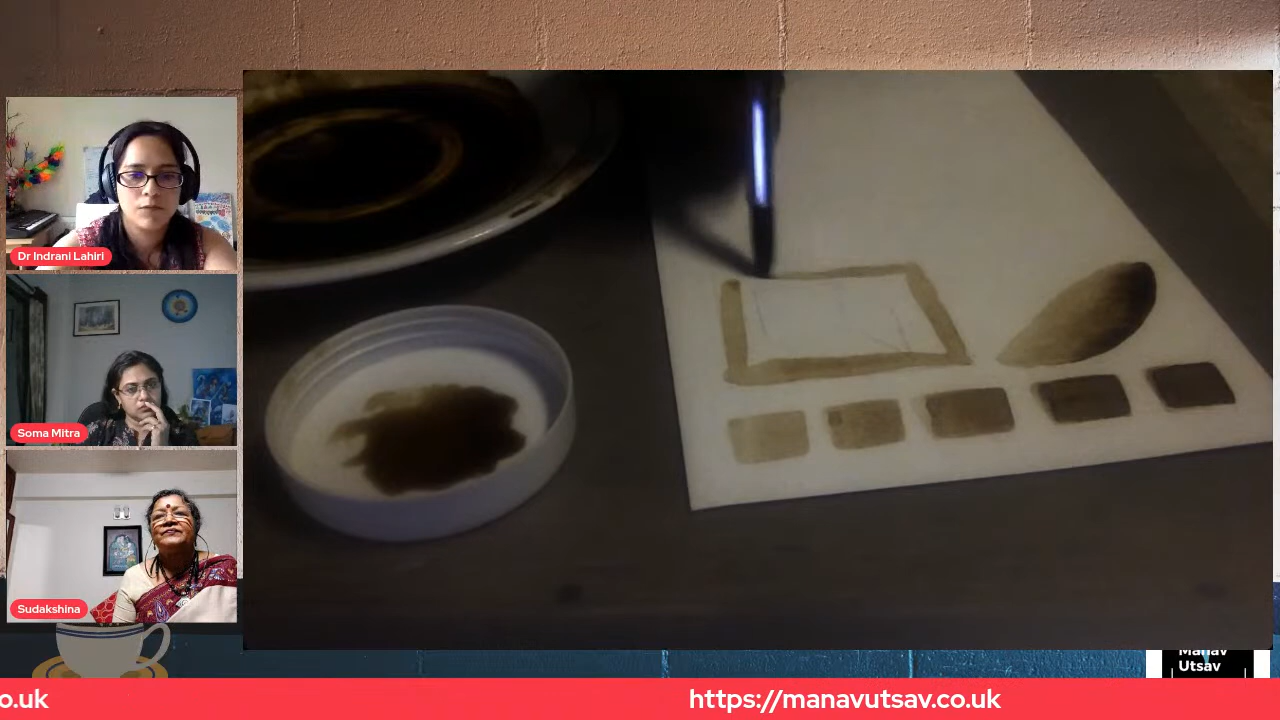 Dr Indrani Lahiri
Soma Mitra
Sudakshina
Manav
Utsav
o.uk
https://manavutsav.co.uk